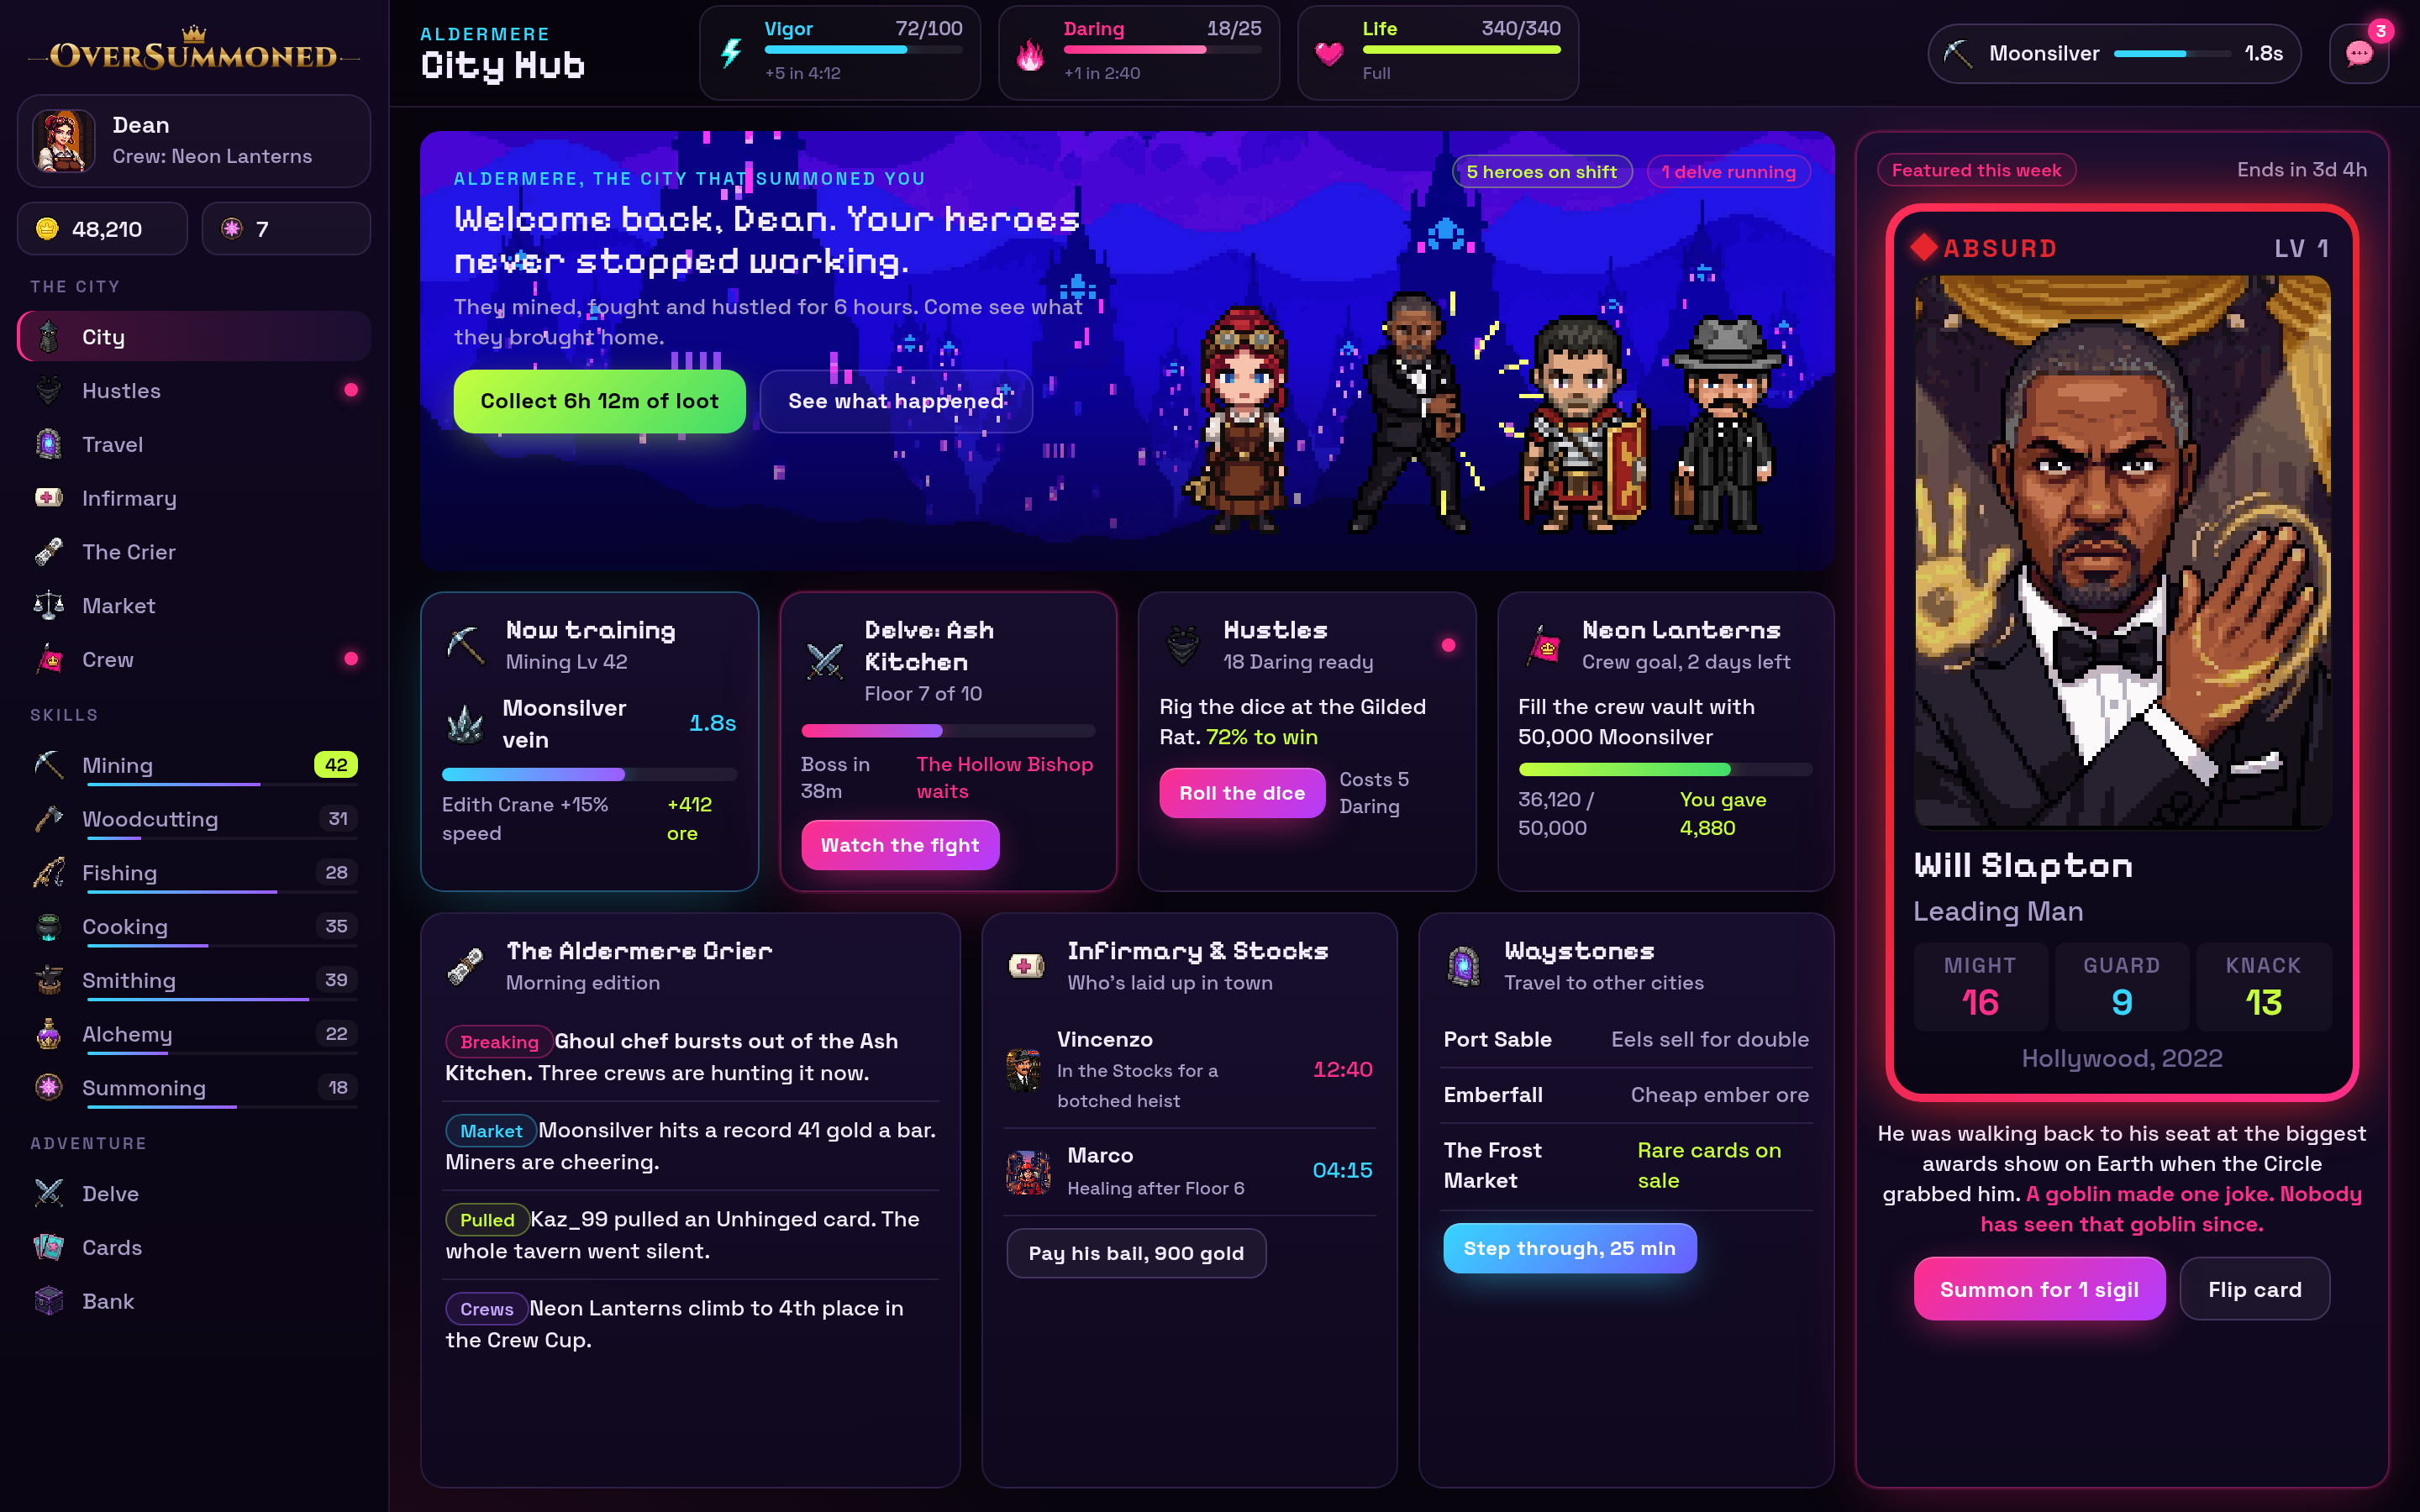 OVERSUMMONED
Dean
Crew: Neon Lanterns
48,210
7
THE CITY
City
Hustles
Travel
Infirmary
The Crier
Market
Crew
SKILLS
Mining 42
Woodcutting 31
Fishing 28
Cooking 35
Smithing 39
Alchemy 22
Summoning 18
ADVENTURE
Delve
Cards
Bank
ALDERMERE
City Hub
Vigor 72/100
+5 in 4:12
Daring 18/25
+1 in 2:40
Life 340/340
Full
Moonsilver 1.8s
3
ALDERMERE, THE CITY THAT SUMMONED YOU
5 heroes on shift
1 delve running
Welcome back, Dean. Your heroes
never stopped working.
They mined, fought and hustled for 6 hours. Come see what
they brought home.
Collect 6h 12m of loot
See what happened
Now training
Mining Lv 42
Moonsilver
vein
1.8s
Edith Crane +15%
speed
+412
ore
Delve: Ash
Kitchen
Floor 7 of 10
Boss in
38m
The Hollow Bishop
waits
Watch the fight
Hustles
18 Daring ready
Rig the dice at the Gilded
Rat. 72% to win
Roll the dice
Costs 5
Daring
Neon Lanterns
Crew goal, 2 days left
Fill the crew vault with
50,000 Moonsilver
36,120 /
50,000
You gave
4,880
The Aldermere Crier
Morning edition
Breaking Ghoul chef bursts out of the Ash
Kitchen. Three crews are hunting it now.
Market Moonsilver hits a record 41 gold a bar.
Miners are cheering.
Pulled Kaz_99 pulled an Unhinged card. The
whole tavern went silent.
Crews Neon Lanterns climb to 4th place in
the Crew Cup.
Infirmary & Stocks
Who's laid up in town
Vincenzo
In the Stocks for a
botched heist
12:40
Marco
Healing after Floor 6
04:15
Pay his bail, 900 gold
Waystones
Travel to other cities
Port Sable Eels sell for double
Emberfall Cheap ember ore
The Frost
Market
Rare cards on
sale
Step through, 25 min
Featured this week
Ends in 3d 4h
ABSURD
LV 1
Will Slapton
Leading Man
MIGHT
16
GUARD
9
KNACK
13
Hollywood, 2022
He was walking back to his seat at the biggest
awards show on Earth when the Circle
grabbed him. A goblin made one joke. Nobody
has seen that goblin since.
Summon for 1 sigil
Flip card